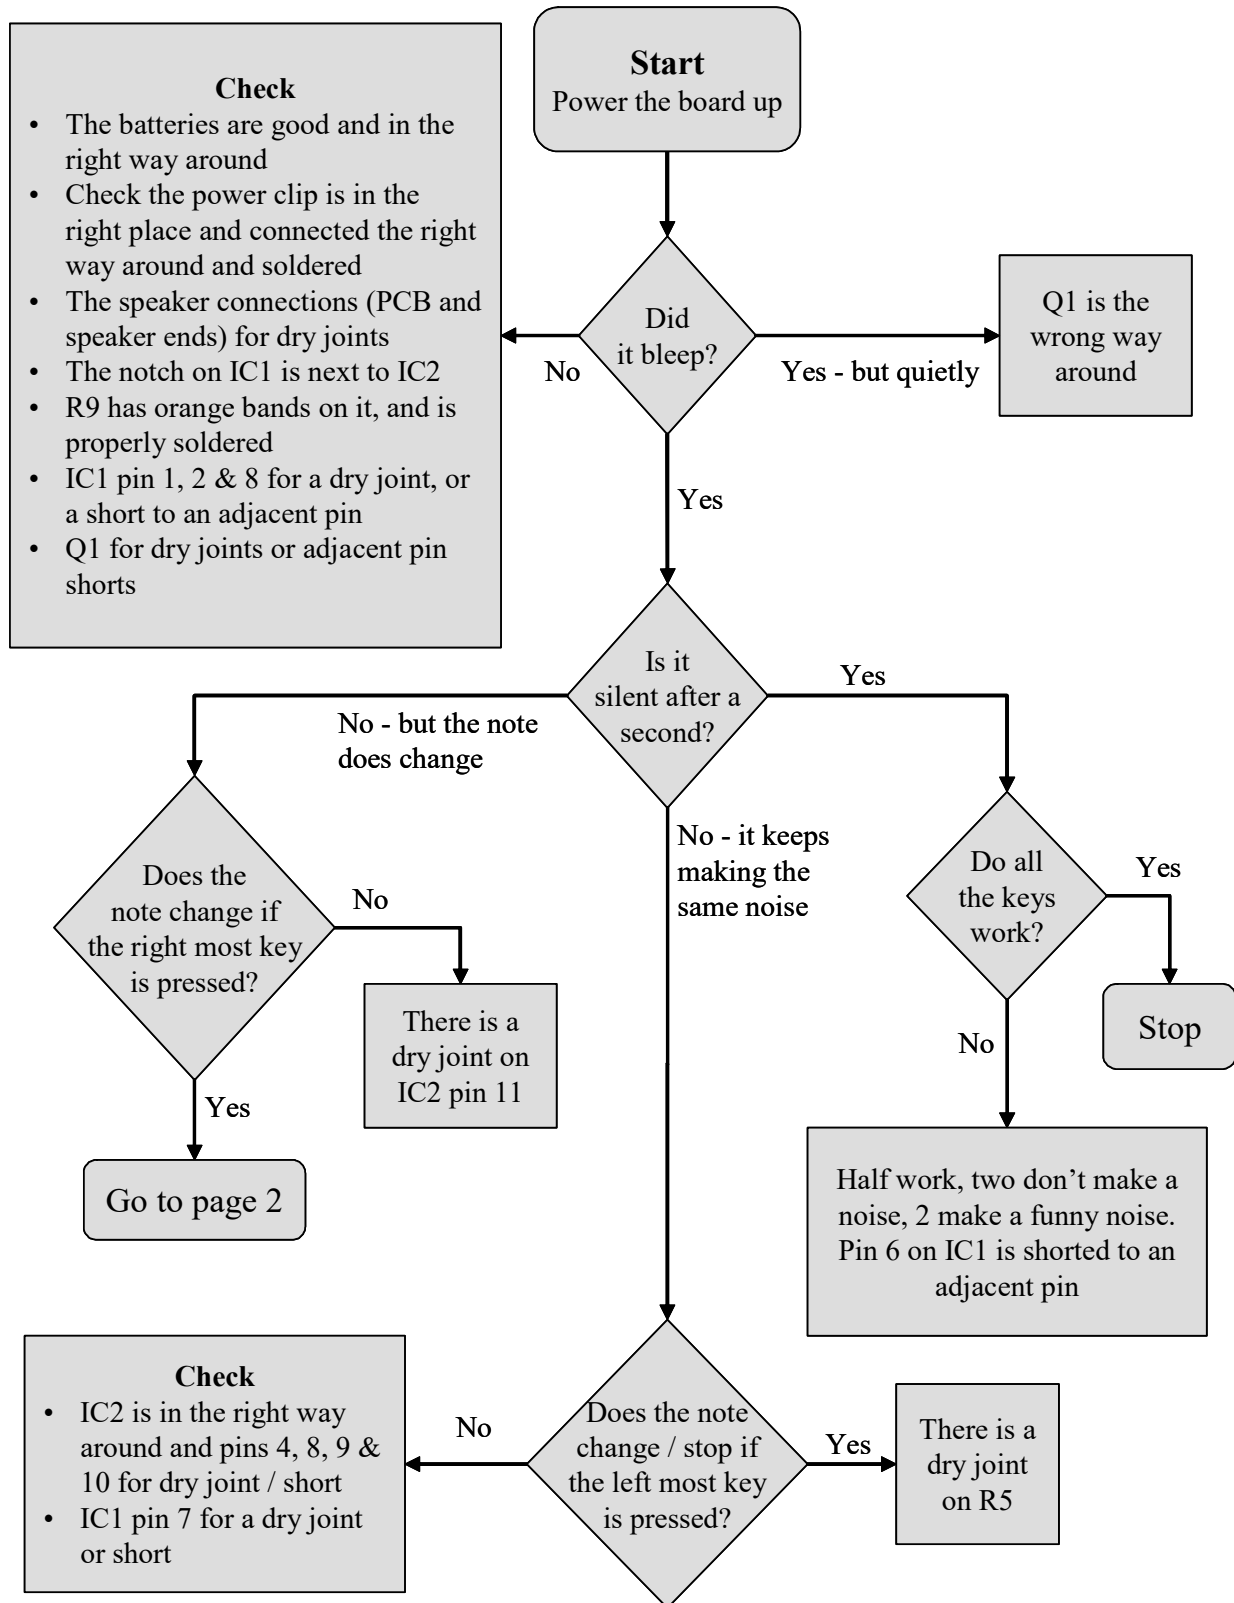 Start
Power the board up
Check
• The batteries are good and in the
right way around
• Check the power clip is in the
right place and connected the right
way around and soldered
• The speaker connections (PCB and
speaker ends) for dry joints
• The notch on IC1 is next to IC2
• R9 has orange bands on it, and is
properly soldered
• IC1 pin 1, 2 & 8 for a dry joint, or
a short to an adjacent pin
• Q1 for dry joints or adjacent pin
shorts
Did
it bleep?
No
Yes - but quietly
Q1 is the
wrong way
around
Yes
Is it
silent after a
second?
No - but the note
does change
Yes
No - it keeps
making the
same noise
Does the
note change if
the right most key
is pressed?
No
There is a
dry joint on
IC2 pin 11
Yes
Go to page 2
Do all
the keys
work?
Yes
Stop
No
Half work, two don’t make a
noise, 2 make a funny noise.
Pin 6 on IC1 is shorted to an
adjacent pin
Does the note
change / stop if
the left most key
is pressed?
No
Check
• IC2 is in the right way
around and pins 4, 8, 9 &
10 for dry joint / short
• IC1 pin 7 for a dry joint
or short
Yes
There is a
dry joint
on R5